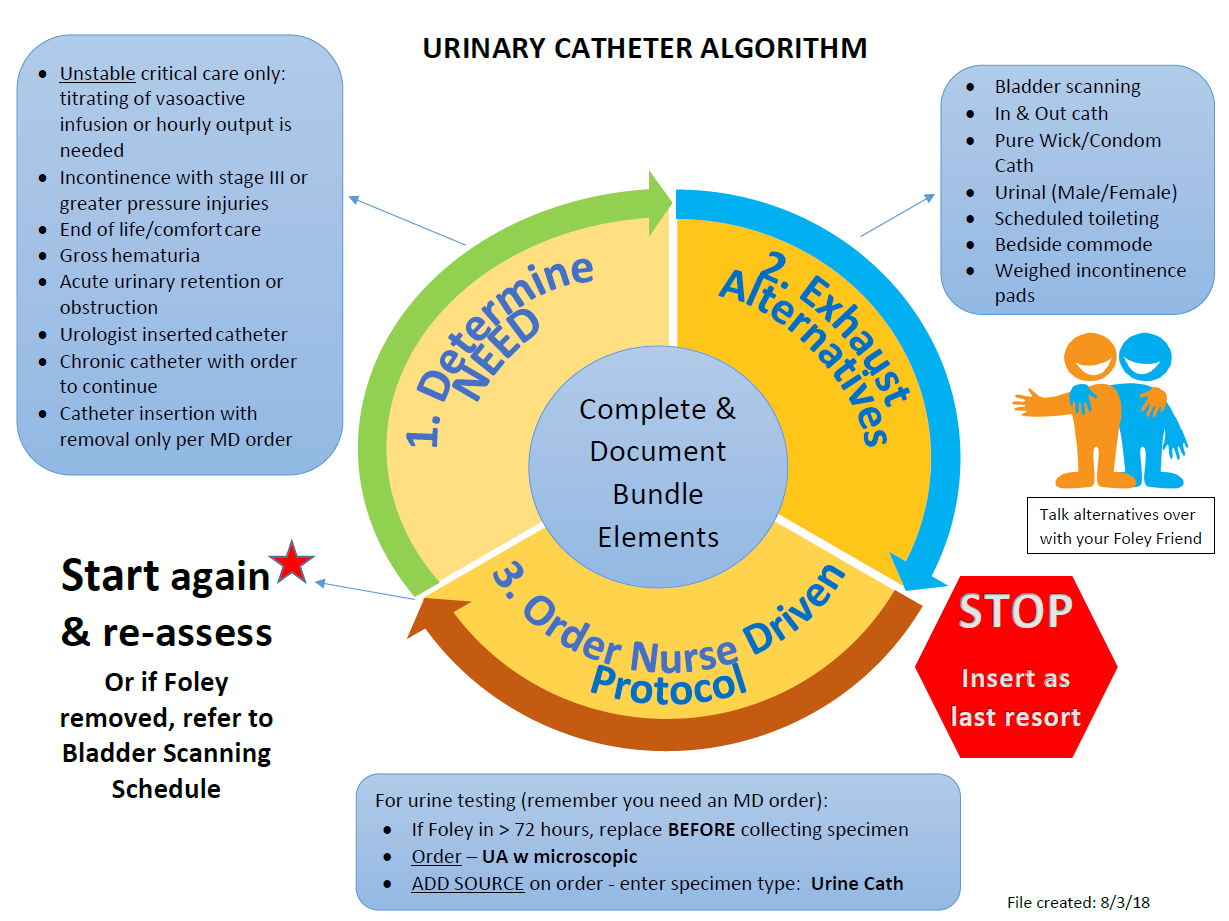 URINARY CATHETER ALGORITHM
• Unstable critical care only:
titrating of vasoactive
infusion or hourly output is
needed
• Incontinence with stage III or
greater pressure injuries
• End of life/comfort care
• Gross hematuria
• Acute urinary retention or
obstruction
• Urologist inserted catheter
• Chronic catheter with order
to continue
• Catheter insertion with
removal only per MD order
• Bladder scanning
• In & Out cath
• Pure Wick/Condom
Cath
• Urinal (Male/Female)
• Scheduled toileting
• Bedside commode
• Weighed incontinence
pads
1. Determine
NEED
2. Exhaust
Alternatives
Complete &
Document
Bundle
Elements
3. Order Nurse Driven
Protocol
Talk alternatives over
with your Foley Friend
STOP
Insert as
last resort
Start again
& re-assess
Or if Foley
removed, refer to
Bladder Scanning
Schedule
For urine testing (remember you need an MD order):
• If Foley in > 72 hours, replace BEFORE collecting specimen
• Order – UA w microscopic
• ADD SOURCE on order - enter specimen type: Urine Cath
File created: 8/3/18